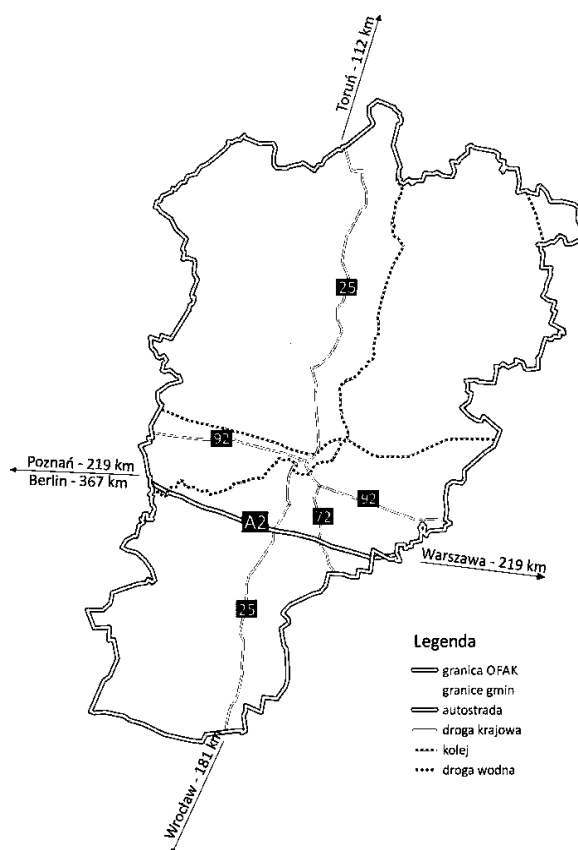 Toruń - 112 km
25
92
Poznań - 219 km
Berlin - 367 km
A2
72
92
Warszawa - 219 km
25
Wrocław - 181 km
Legenda
granica OFAK
granice gmin
autostrada
droga krajowa
kolej
droga wodna